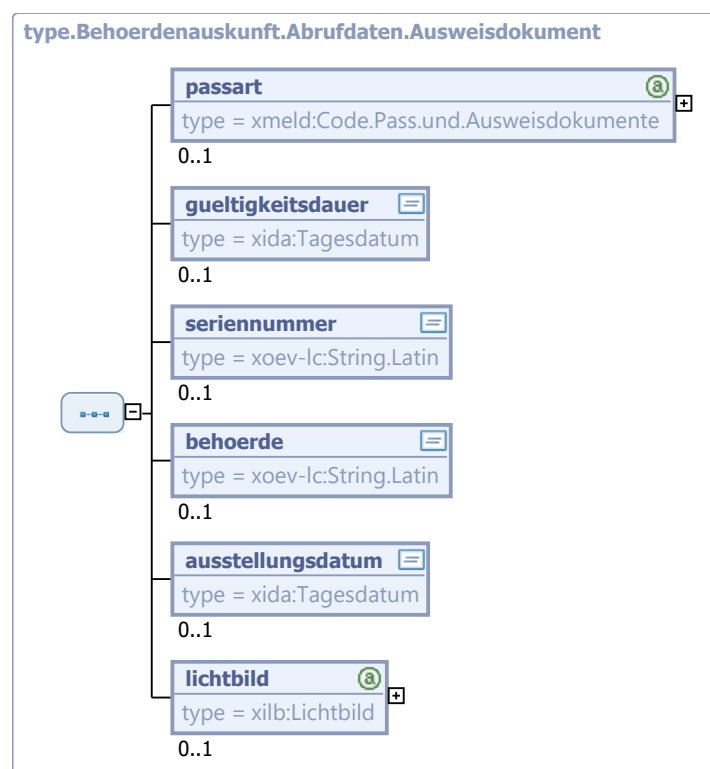 type.Behoerdenauskunft.Abrufdaten.Ausweisdokument
passart
type = xmeld:Code.Pass.und.Ausweisdokumente
0..1
gueltigkeitsdauer
type = xida:Tagesdatum
0..1
seriennummer
type = xoev-lc:String.Latin
0..1
behoerde
type = xoev-lc:String.Latin
0..1
ausstellungsdatum
type = xida:Tagesdatum
0..1
lichtbild
type = xilb:Lichtbild
0..1